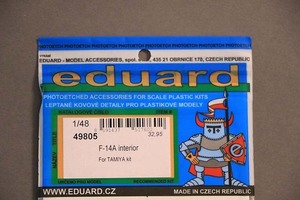 EDUARD - MODEL ACCESSORIES, spol. 435 21 OBRNICE 170, CZECH REPUBLIC
eduard
PHOTOETCHED ACCESSORIES FOR SCALE PLASTIC KITS
LEPTANÉ KOVOVÉ DETAILY PRO PLASTIKOVÉ MODELY
1/48
49805
32.95
F-14A interior
For TAMIYA kit
WWW.EDUARD.CZ
MADE IN CZECH REPUBLIC